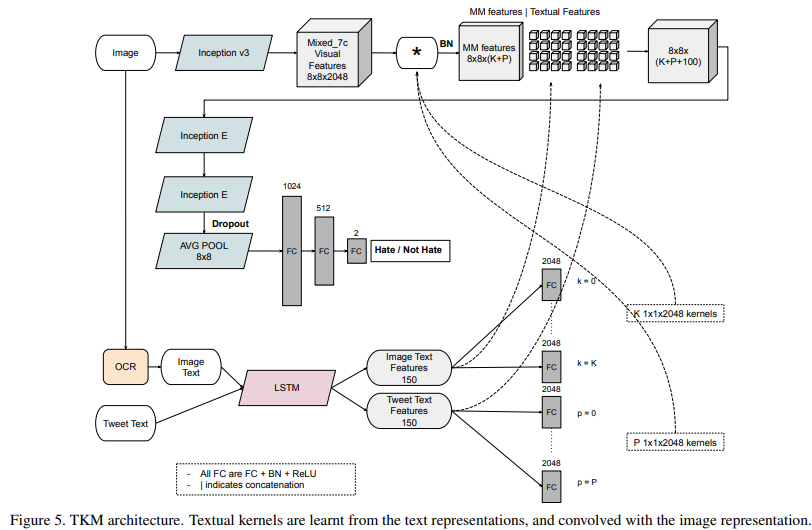 MM features | Textual Features
Image
Inception v3
Mixed_7c
Visual
Features
8x8x2048
*
BN
MM features
8x8x(K+P)
8x8x
(K+P+100)
Inception E
Inception E
Dropout
AVG POOL
8x8
1024
FC
512
FC
2
FC
Hate / Not Hate
2048
FC
k = 0
K 1x1x2048 kernels
OCR
Image
Text
LSTM
Image Text
Features
150
2048
FC
k = K
Tweet Text
Tweet Text
Features
150
2048
FC
p = 0
P 1x1x2048 kernels
2048
FC
p = P
- All FC are FC + BN + ReLU
- | indicates concatenation
Figure 5. TKM architecture. Textual kernels are learnt from the text representations, and convolved with the image representation.